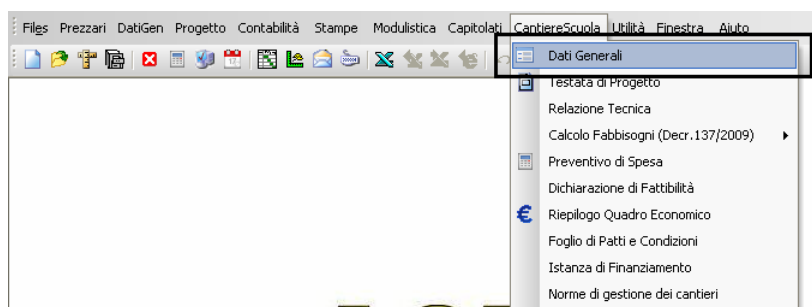 Files Prezzari DatiGen Progetto Contabilità Stampe Modulistica Capitolati CantiereScuola Utilità Finestra Aiuto
Dati Generali
Testata di Progetto
Relazione Tecnica
Calcolo Fabbisogni (Decr.137/2009)
Preventivo di Spesa
Dichiarazione di Fattibilità
Riepilogo Quadro Economico
Foglio di Patti e Condizioni
Istanza di Finanziamento
Norme di gestione dei cantieri